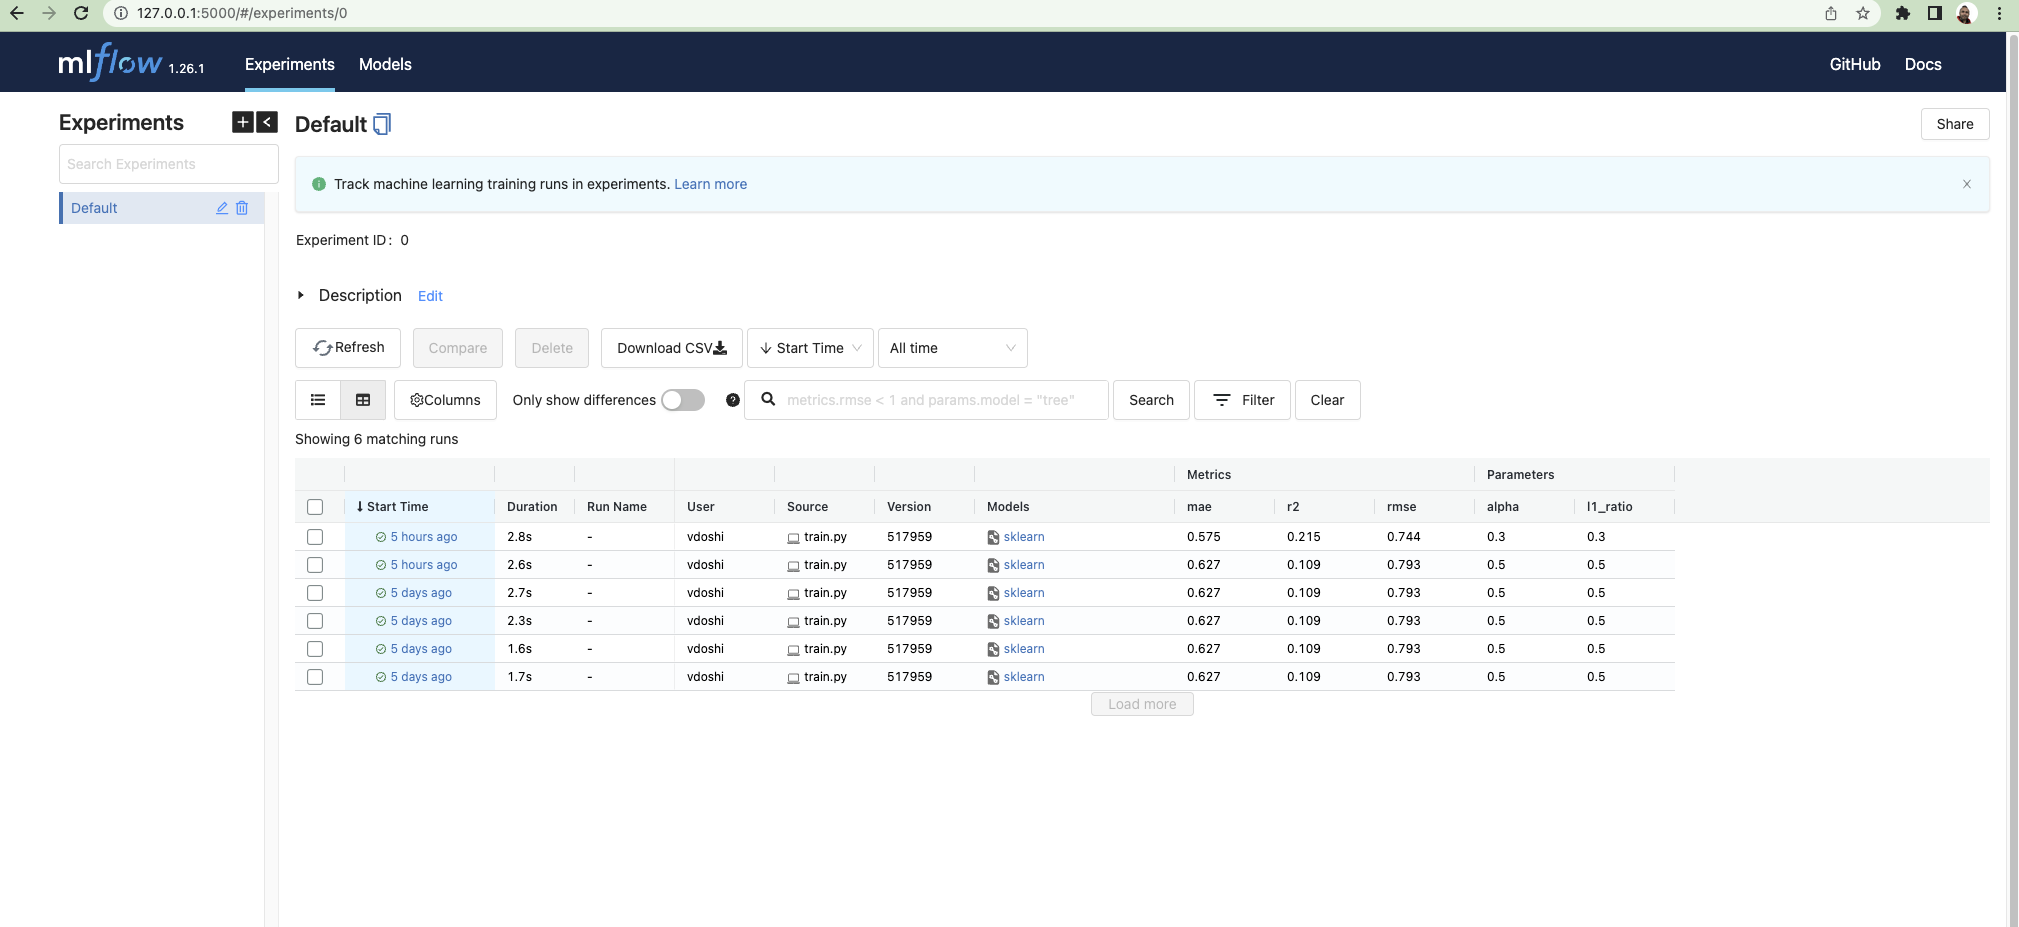 127.0.0.1:5000/#/experiments/0
mlflow 1.26.1 Experiments Models GitHub Docs
Experiments + < Default Share
Search Experiments
Track machine learning training runs in experiments. Learn more
Default
Experiment ID: 0
Description Edit
Refresh Compare Delete Download CSV Start Time All time
Columns Only show differences ? metrics.rmse < 1 and params.model = "tree" Search Filter Clear
Showing 6 matching runs
Metrics Parameters
Start Time Duration Run Name User Source Version Models mae r2 rmse alpha l1_ratio
5 hours ago 2.8s - vdoshi train.py 517959 sklearn 0.575 0.215 0.744 0.3 0.3
5 hours ago 2.6s - vdoshi train.py 517959 sklearn 0.627 0.109 0.793 0.5 0.5
5 days ago 2.7s - vdoshi train.py 517959 sklearn 0.627 0.109 0.793 0.5 0.5
5 days ago 2.3s - vdoshi train.py 517959 sklearn 0.627 0.109 0.793 0.5 0.5
5 days ago 1.6s - vdoshi train.py 517959 sklearn 0.627 0.109 0.793 0.5 0.5
5 days ago 1.7s - vdoshi train.py 517959 sklearn 0.627 0.109 0.793 0.5 0.5
Load more